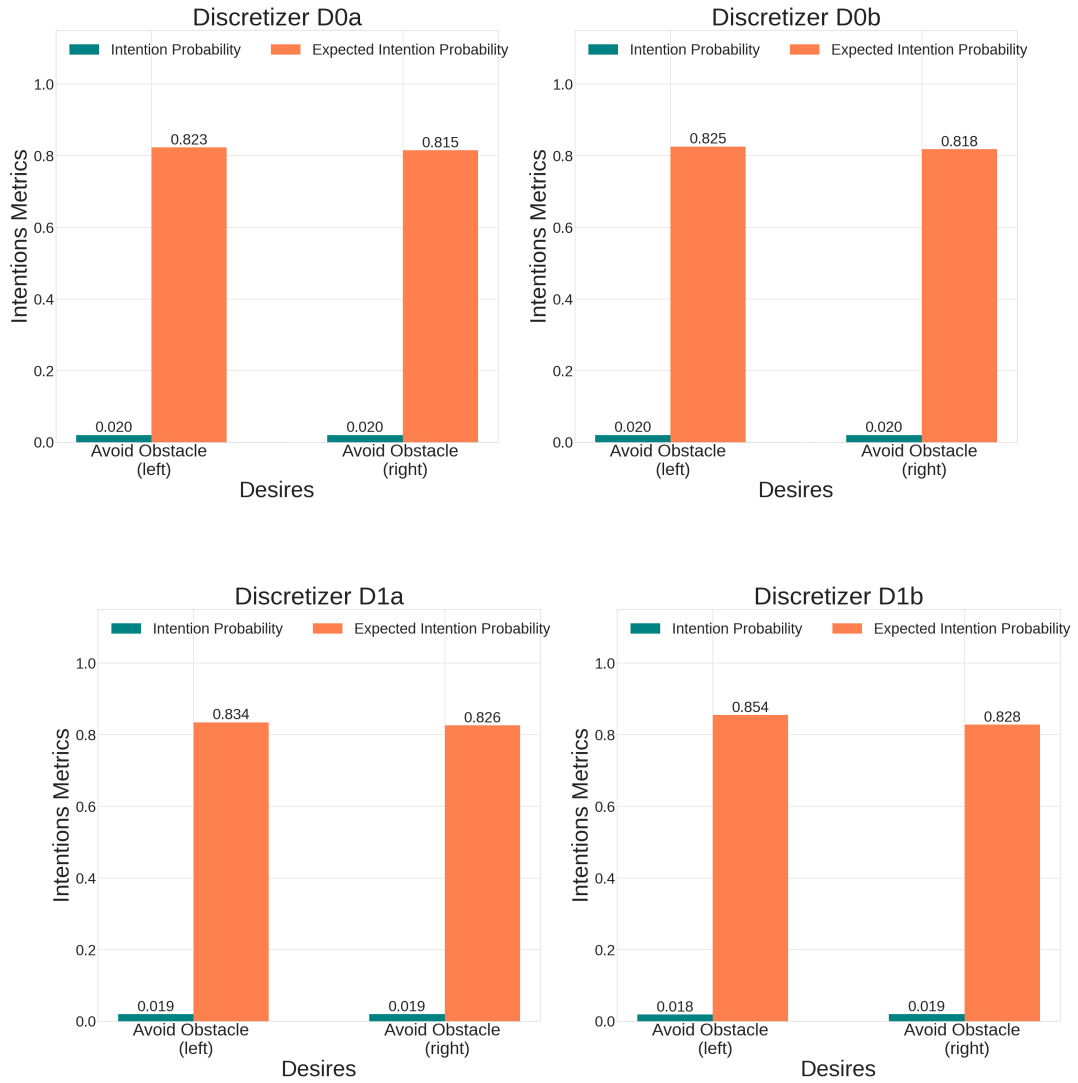 Discretizer D0a
Intention Probability Expected Intention Probability
1.0
0.8
0.6
0.4
0.2
0.0
Intentions Metrics
0.823
0.815
0.020
0.020
Avoid Obstacle
(left)
Avoid Obstacle
(right)
Desires
Discretizer D0b
Intention Probability Expected Intention Probability
1.0
0.8
0.6
0.4
0.2
0.0
Intentions Metrics
0.825
0.818
0.020
0.020
Avoid Obstacle
(left)
Avoid Obstacle
(right)
Desires
Discretizer D1a
Intention Probability Expected Intention Probability
1.0
0.8
0.6
0.4
0.2
0.0
Intentions Metrics
0.834
0.826
0.019
0.019
Avoid Obstacle
(left)
Avoid Obstacle
(right)
Desires
Discretizer D1b
Intention Probability Expected Intention Probability
1.0
0.8
0.6
0.4
0.2
0.0
Intentions Metrics
0.854
0.828
0.018
0.019
Avoid Obstacle
(left)
Avoid Obstacle
(right)
Desires